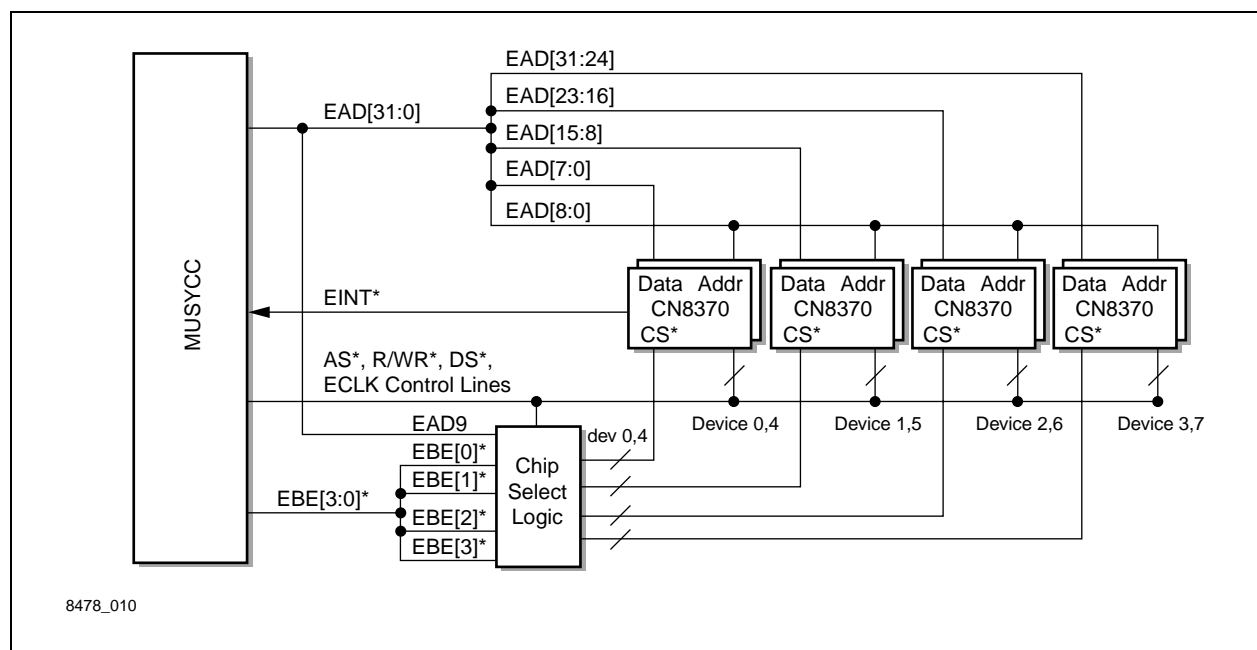 EAD[31:24]
EAD[23:16]
EAD[31:0]
EAD[15:8]
EAD[7:0]
EAD[8:0]
MUSYCC
Data Addr
CN8370
CS*
Data Addr
CN8370
CS*
Data Addr
CN8370
CS*
Data Addr
CN8370
CS*
EINT*
AS*, R/WR*, DS*,
ECLK Control Lines
Device 0,4
Device 1,5
Device 2,6
Device 3,7
EAD9
dev 0,4
EBE[0]*
EBE[1]*
EBE[3:0]*
EBE[2]*
EBE[3]*
Chip
Select
Logic
8478_010